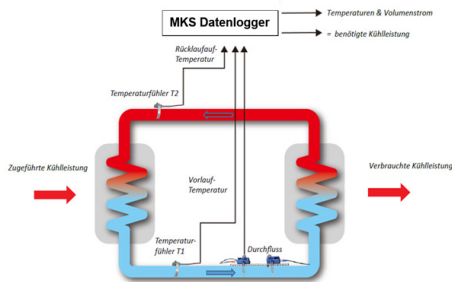 MKS Datenlogger
Temperaturen & Volumenstrom
= benötigte Kühlleistung
Rücklaufauf-
Temperatur
Temperaturfühler T2
Zugeführte Kühlleistung
Verbrauchte Kühlleistung
Vorlauf-
Temperatur
Temperatur-
fühler T1
Durchfluss